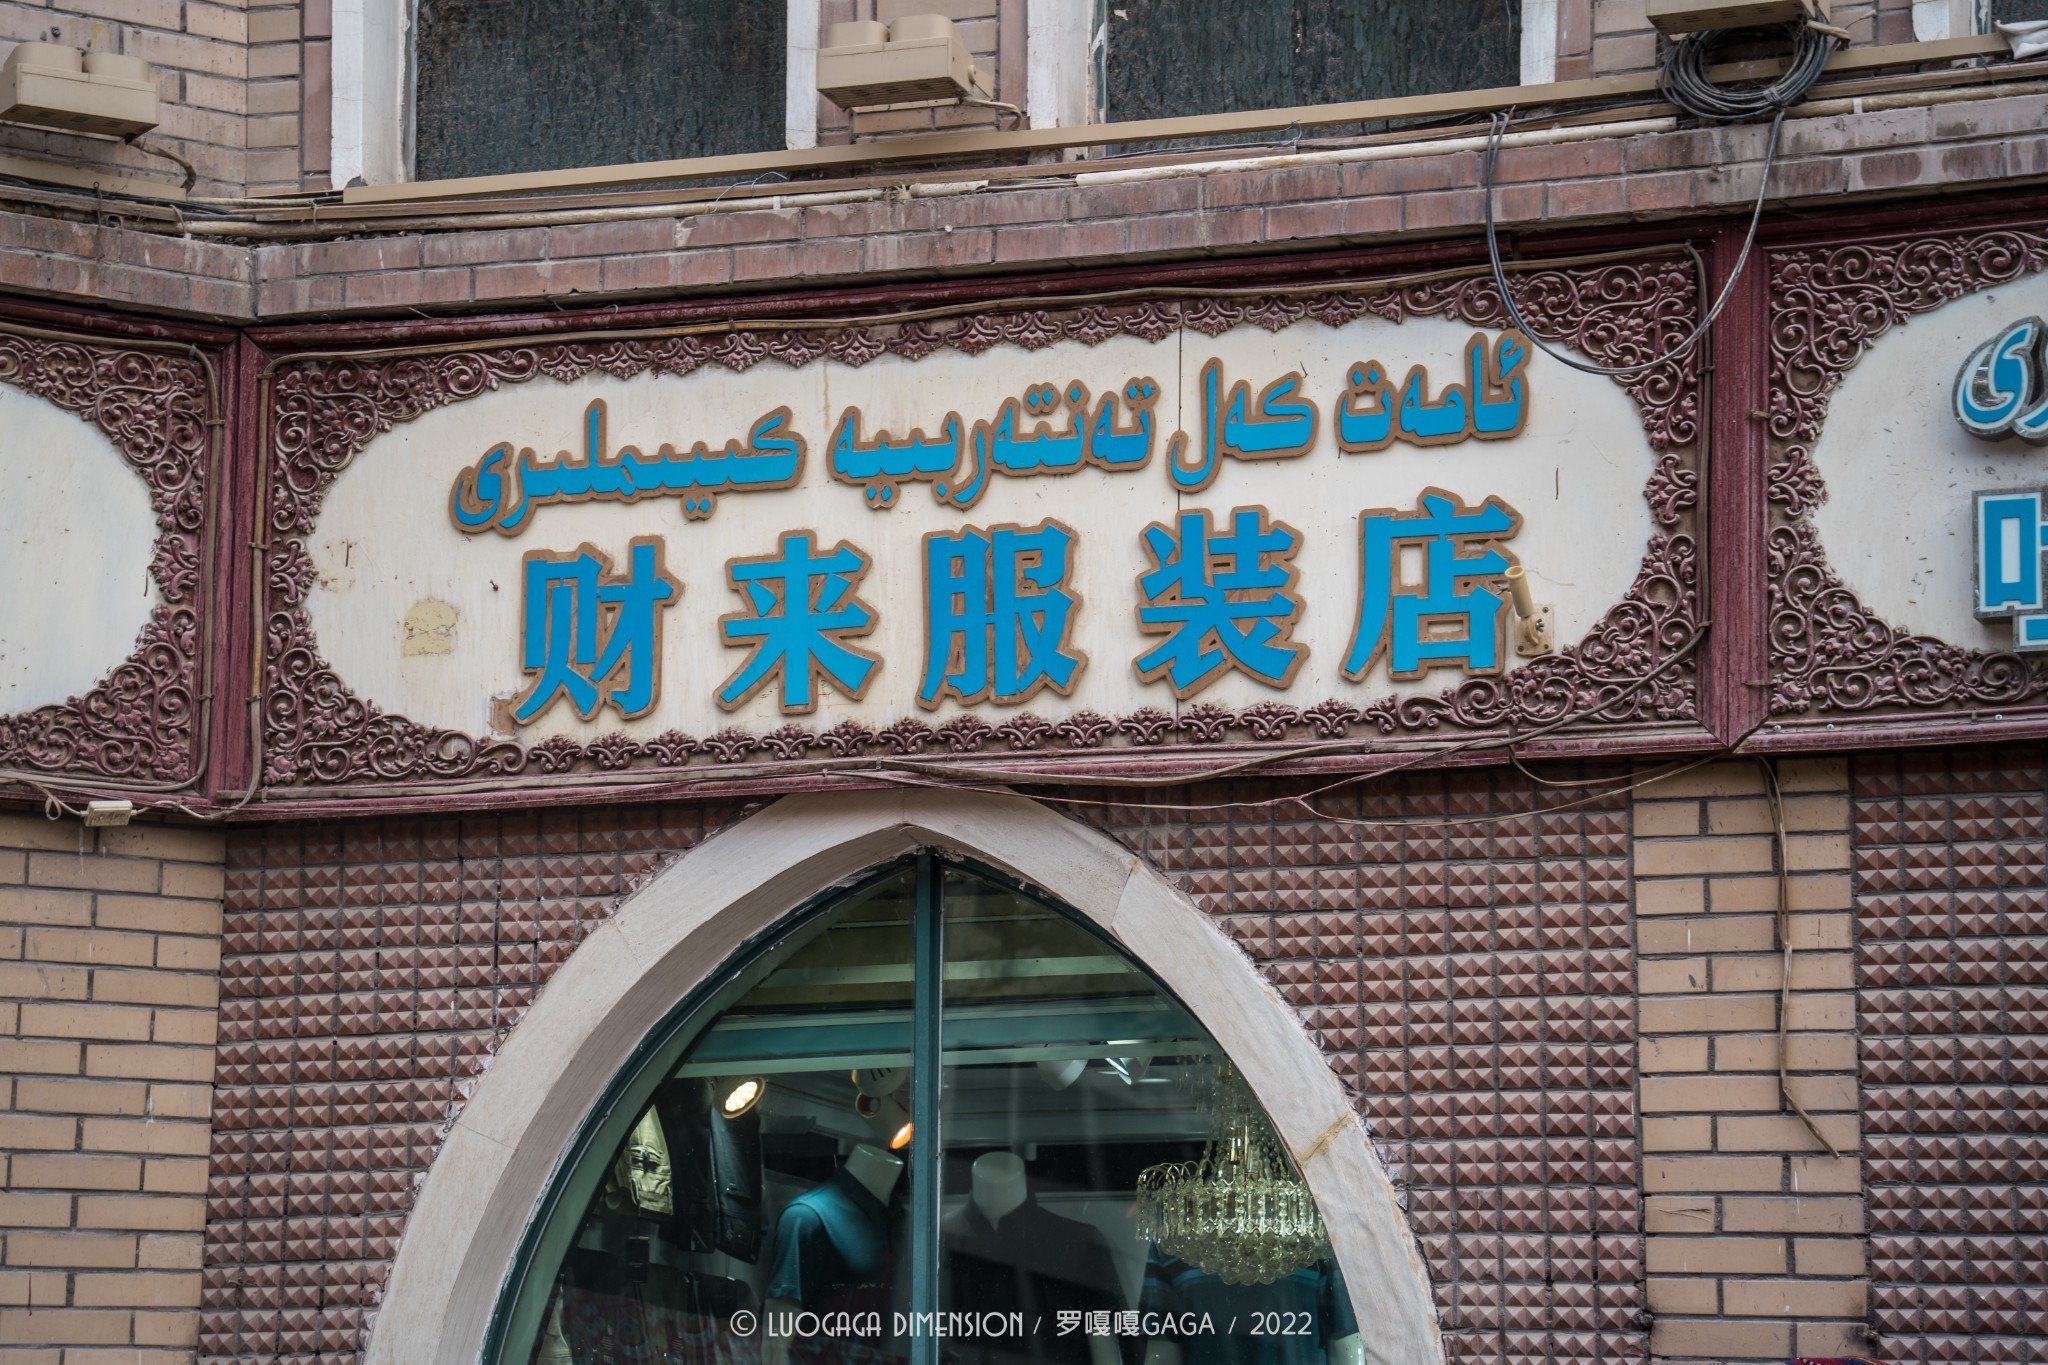 ئامەت كەل تەنتەربىيە كىيىملىرى
财来服装店
رى
© LUOGAGA DIMENSION / 罗嘎嘎GAGA / 2022